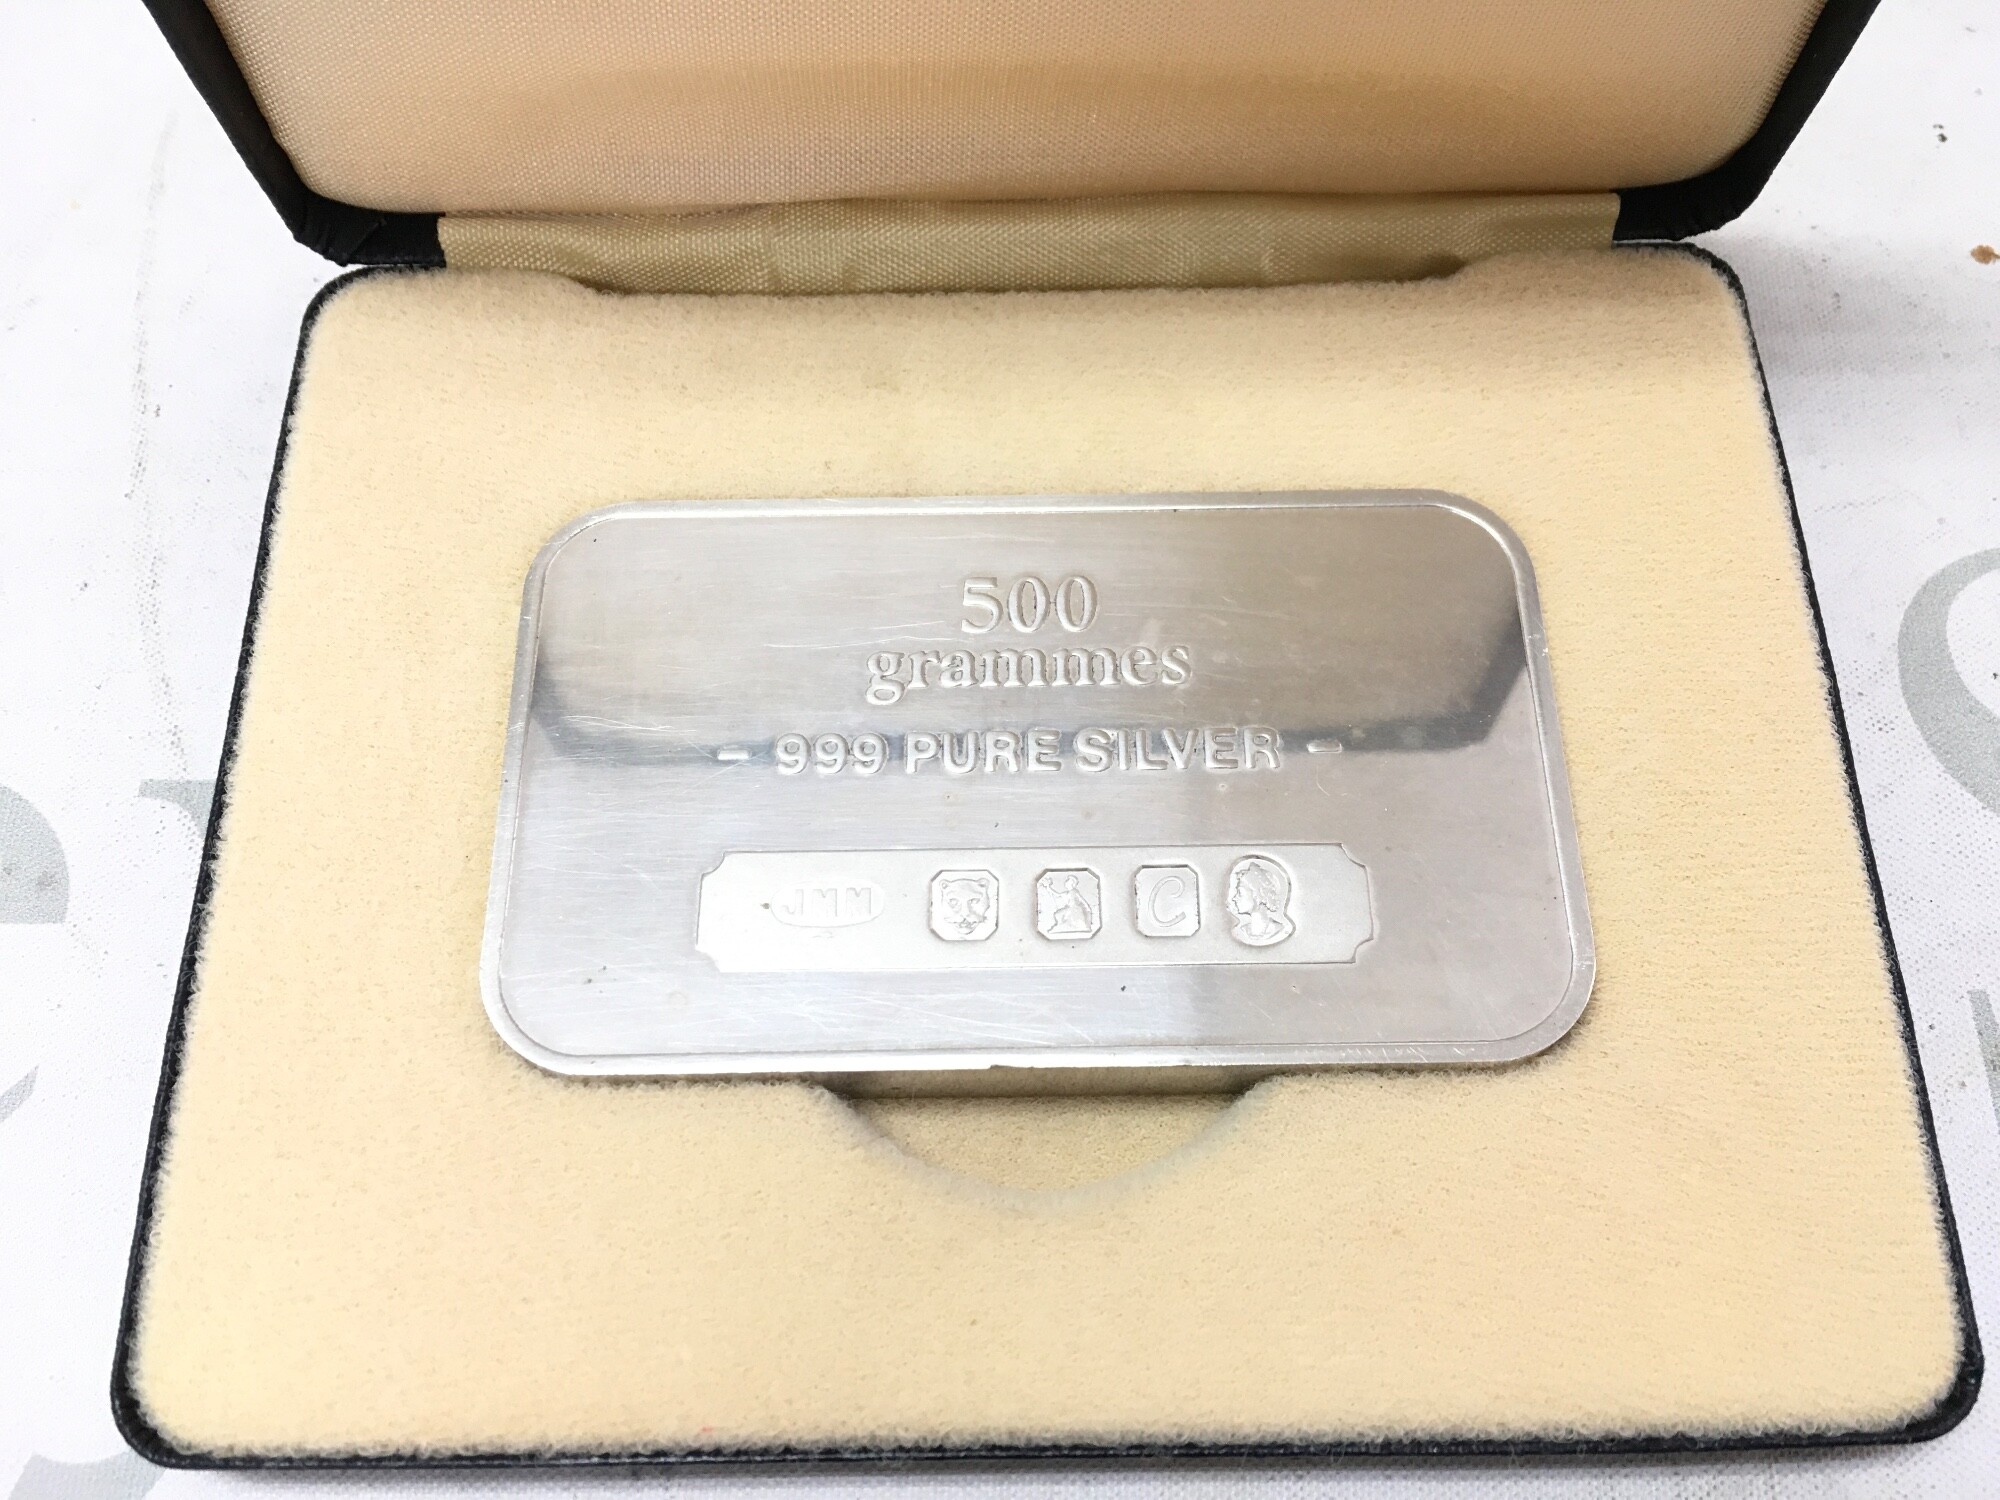 500
grammes
- 999 PURE SILVER -
JMM C